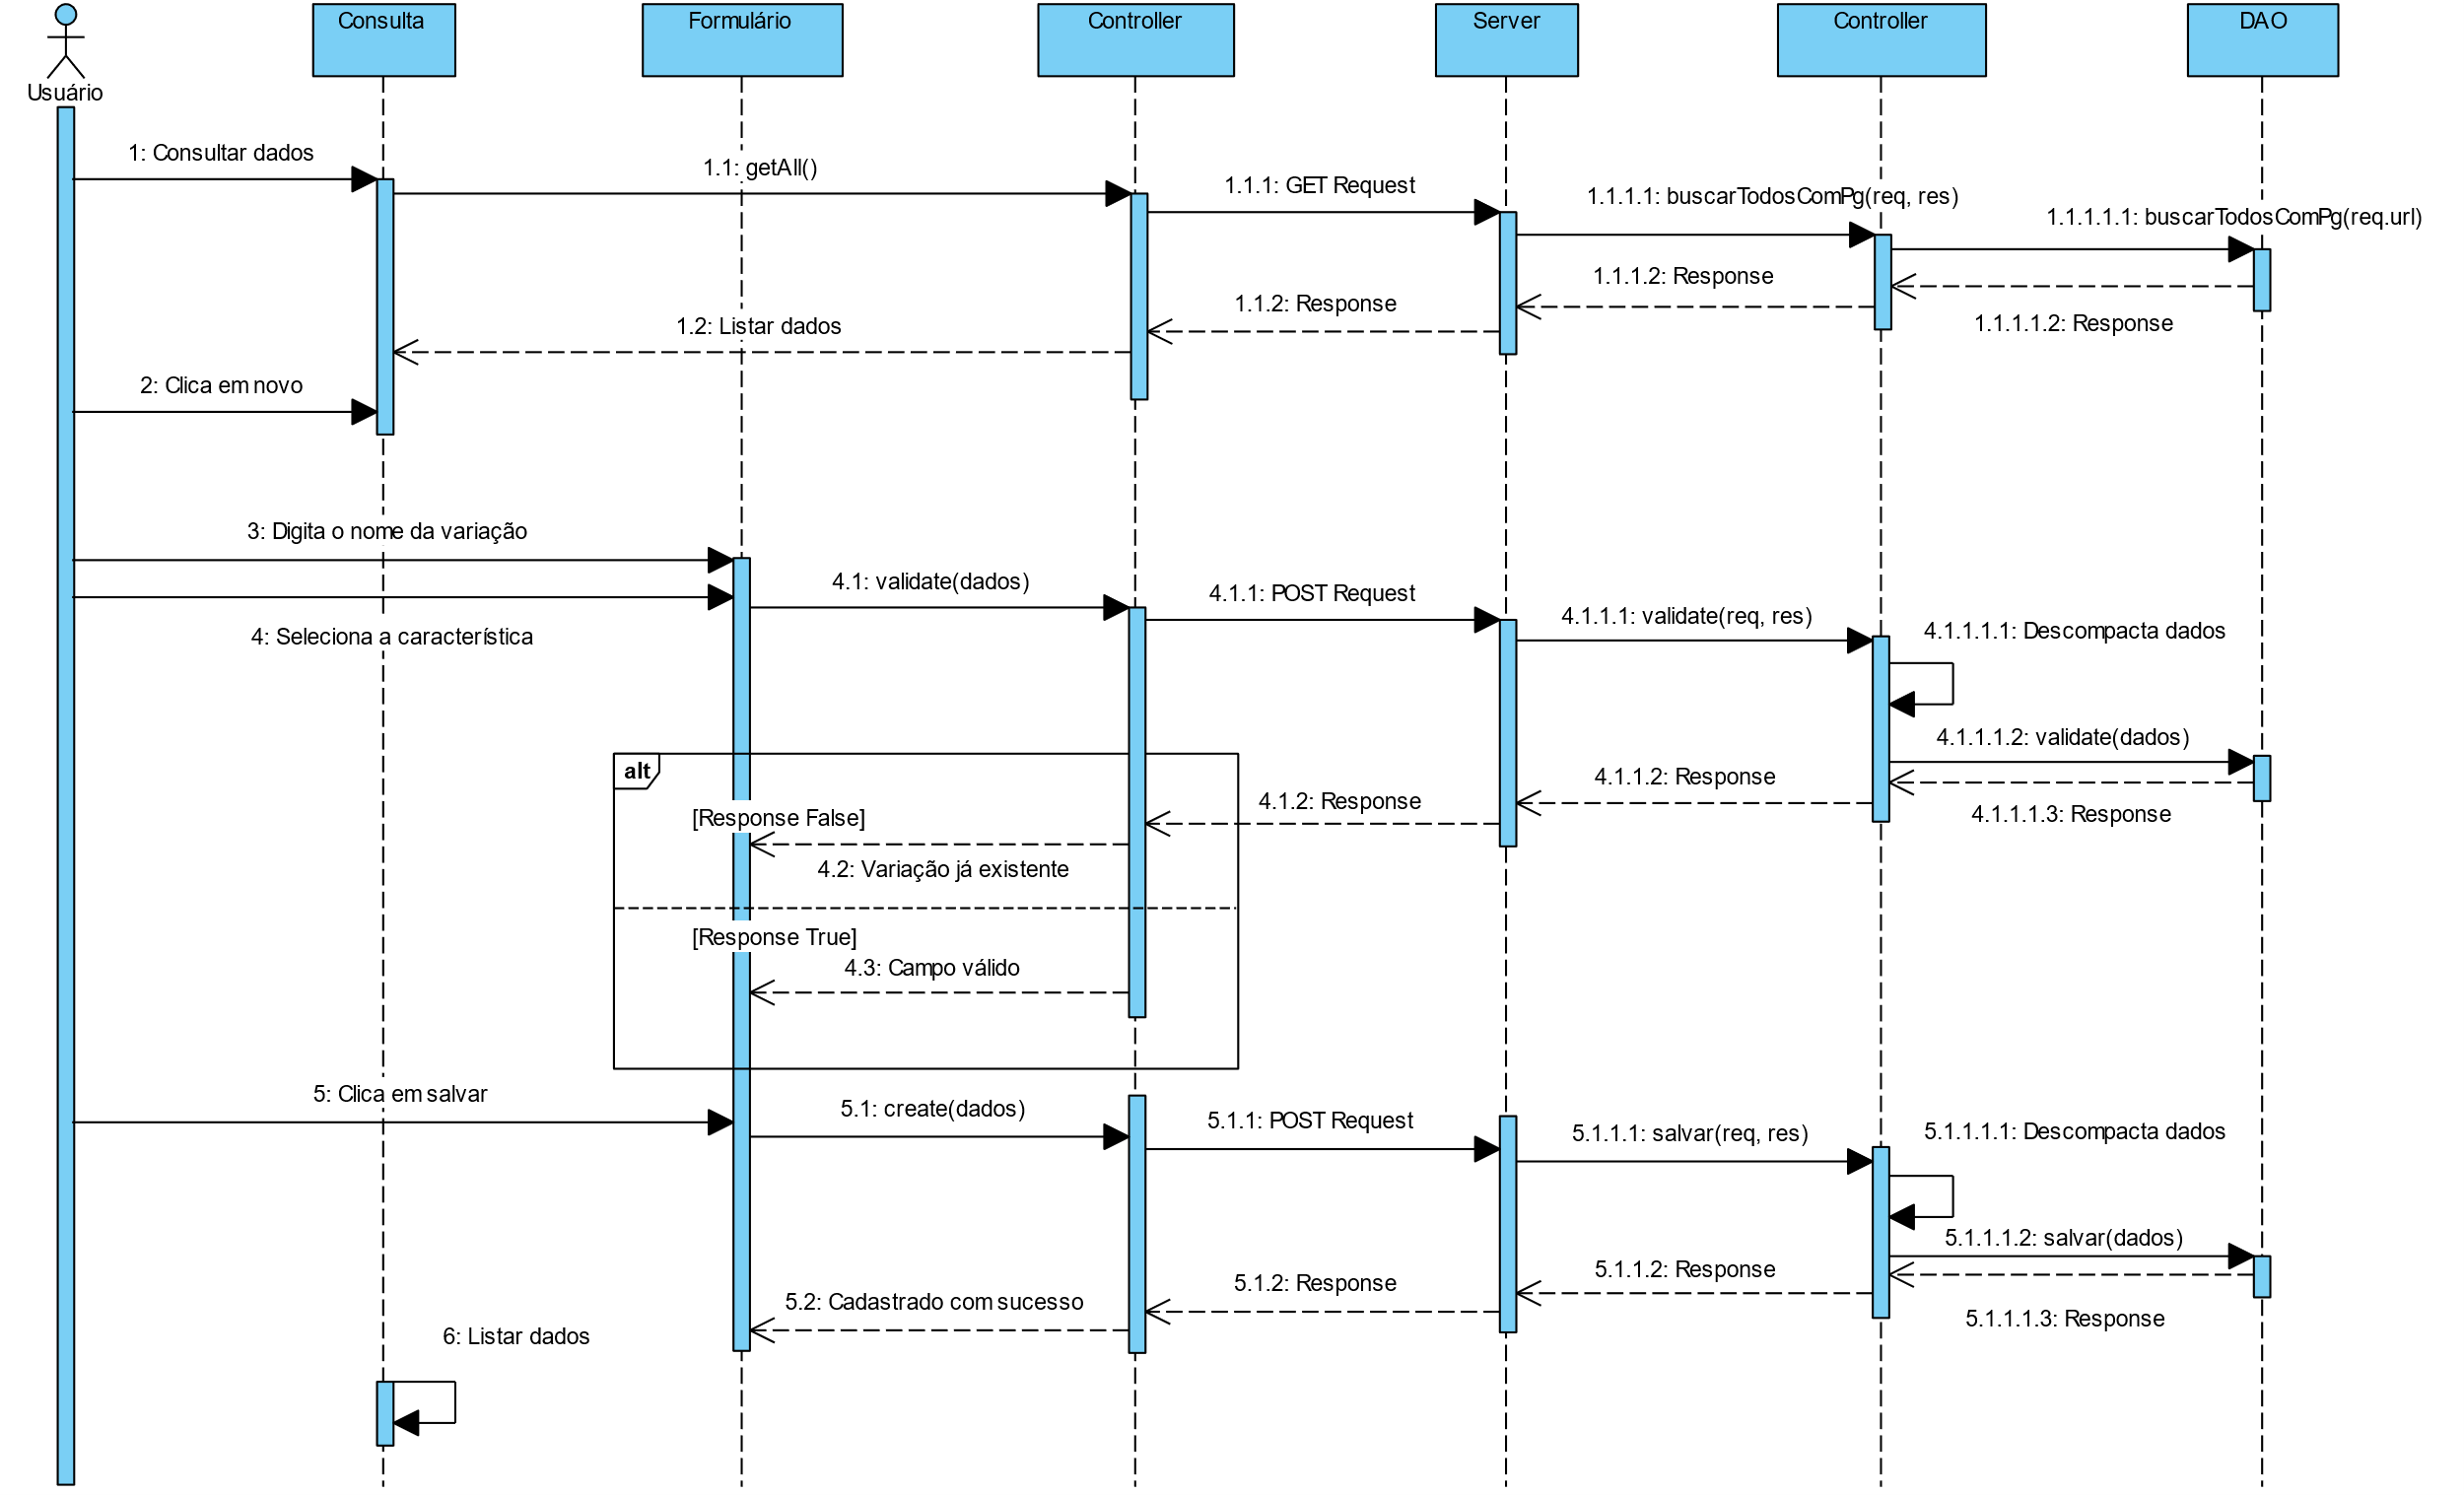 Consulta
Formulário
Controller
Server
Controller
DAO
Usuário
1: Consultar dados
1.1: getAll()
1.1.1: GET Request
1.1.1.1: buscarTodosComPg(req, res)
1.1.1.1.1: buscarTodosComPg(req.url)
1.1.1.2: Response
1.1.2: Response
1.1.1.1.2: Response
1.2: Listar dados
2: Clica em novo
3: Digita o nome da variação
4.1: validate(dados)
4.1.1: POST Request
4.1.1.1: validate(req, res)
4.1.1.1.1: Descompacta dados
4: Seleciona a característica
4.1.1.1.2: validate(dados)
alt
4.1.1.2: Response
4.1.2: Response
4.1.1.1.3: Response
[Response False]
4.2: Variação já existente
[Response True]
4.3: Campo válido
5: Clica em salvar
5.1: create(dados)
5.1.1: POST Request
5.1.1.1: salvar(req, res)
5.1.1.1.1: Descompacta dados
5.1.1.1.2: salvar(dados)
5.1.1.2: Response
5.1.2: Response
5.2: Cadastrado com sucesso
5.1.1.1.3: Response
6: Listar dados